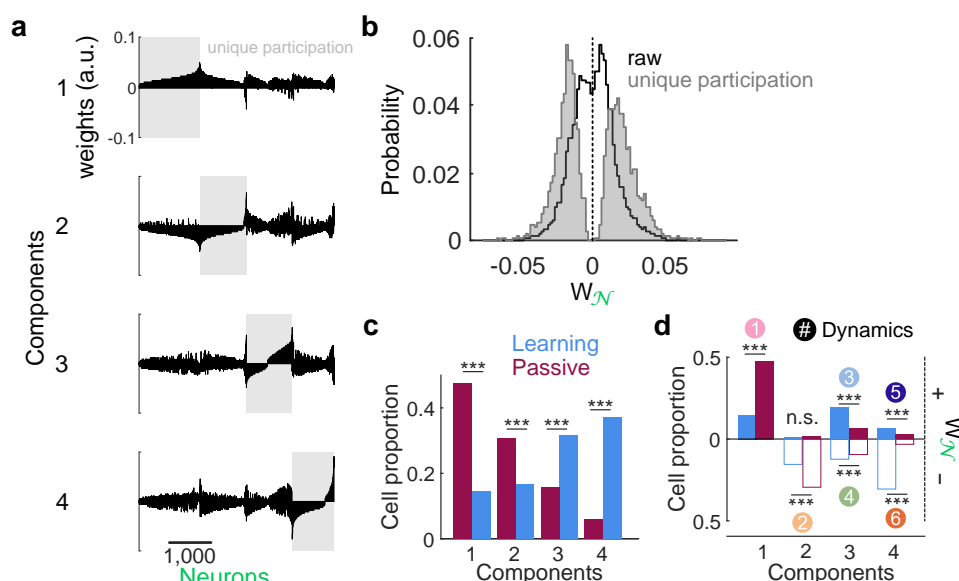 a
unique participation
weights (a.u.)
0.1
0
-0.1
1
2
3
4
Components
1,000
Neurons
b
raw
unique participation
Probability
0.06
0.04
0.02
0
-0.05
0
0.05
W𝒩
c
Learning
Passive
Cell proportion
0.4
0.2
0
***
***
***
***
1
2
3
4
Components
d
# Dynamics
Cell proportion
0.5
0
0.5
1
***
n.s.
3
***
5
***
***
2
***
4
***
6
+
W𝒩
–
1
2
3
4
Components